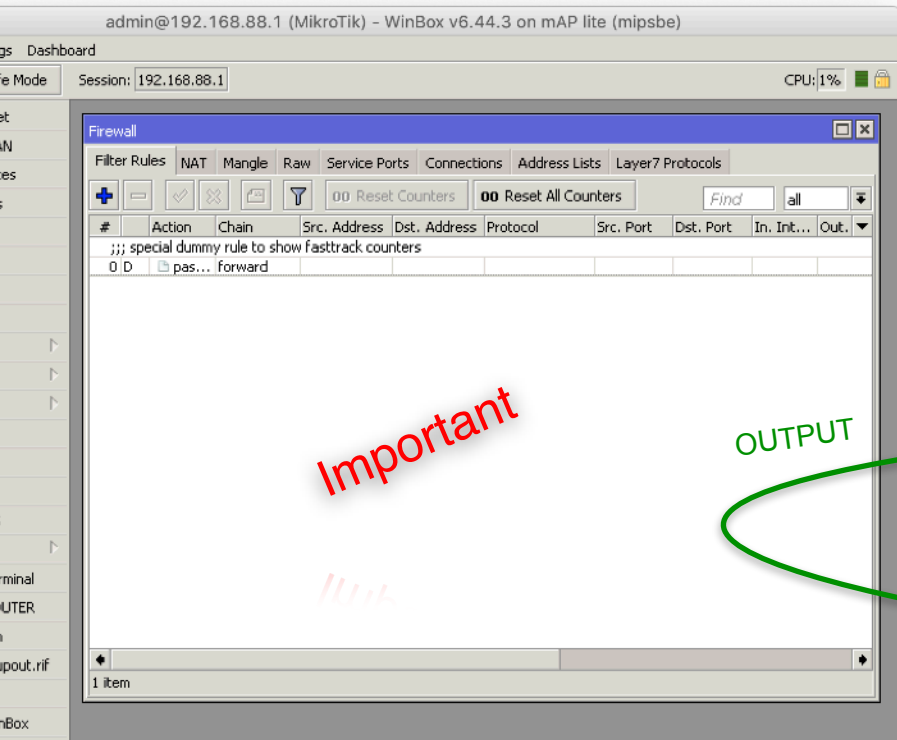 admin@192.168.88.1 (MikroTik) - WinBox v6.44.3 on mAP lite (mipsbe)
gs Dashboard
fe Mode Session: 192.168.88.1 CPU: 1%
et
AN
ces
s
rminal
OUTER
n
upout.rif
nBox
Firewall
Filter Rules NAT Mangle Raw Service Ports Connections Address Lists Layer7 Protocols
00 Reset Counters 00 Reset All Counters Find all
# Action Chain Src. Address Dst. Address Protocol Src. Port Dst. Port In. Int... Out.
;;; special dummy rule to show fasttrack counters
0 D pas... forward
Important
OUTPUT
1 item